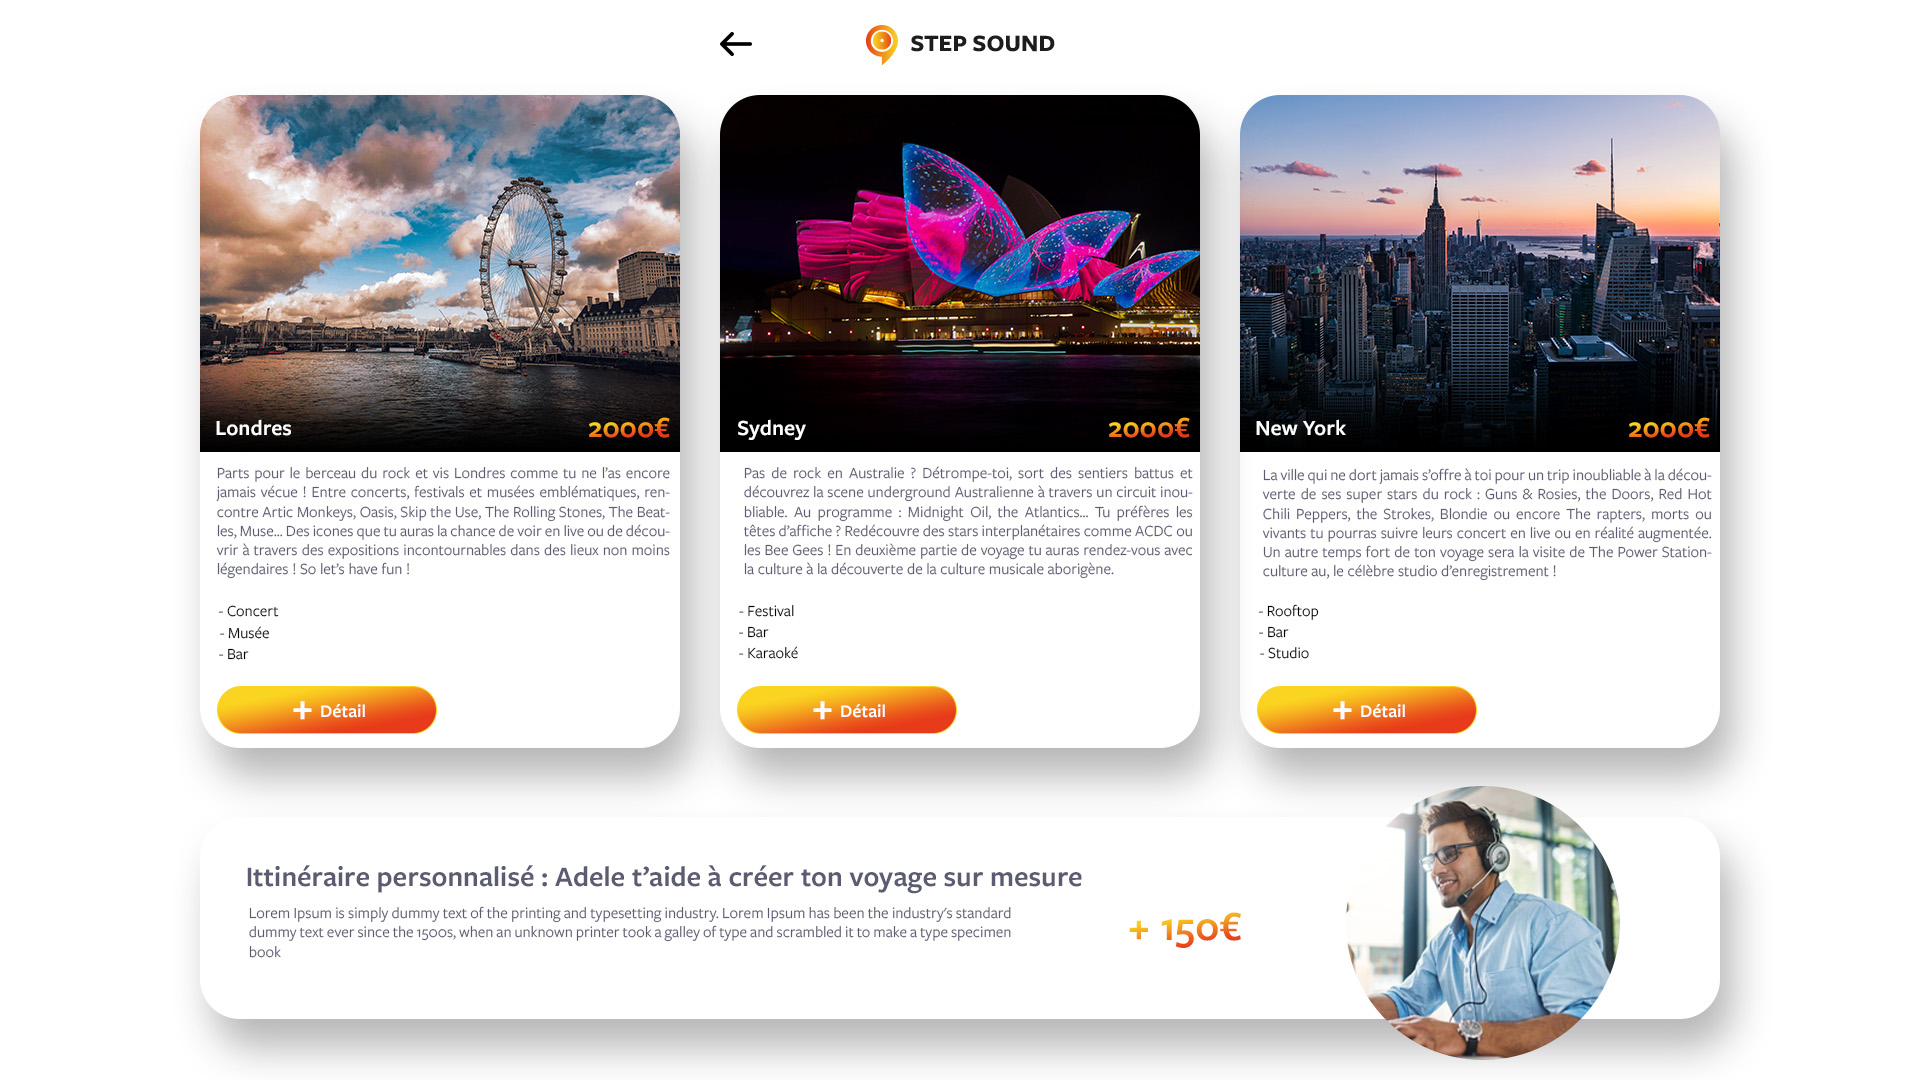 STEP SOUND
Londres
2000€
Parts pour le berceau du rock et vis Londres comme tu ne l'as encore
jamais vécue ! Entre concerts, festivals et musées emblématiques, ren-
contre Artic Monkeys, Oasis, Skip the Use, The Rolling Stones, The Beat-
les, Muse... Des icones que tu auras la chance de voir en live ou de décou-
vrir à travers des expositions incontournables dans des lieux non moins
légendaires ! So let's have fun !
- Concert
- Musée
- Bar
+ Détail
Sydney
2000€
Pas de rock en Australie ? Détrompe-toi, sort des sentiers battus et
découvrez la scene underground Australienne à travers un circuit inou-
bliable. Au programme : Midnight Oil, the Atlantics... Tu préfères les
têtes d'affiche ? Redécouvre des stars interplanétaires comme ACDC ou
les Bee Gees ! En deuxième partie de voyage tu auras rendez-vous avec
la culture à la découverte de la culture musicale aborigène.
- Festival
- Bar
- Karaoké
+ Détail
New York
2000€
La ville qui ne dort jamais s'offre à toi pour un trip inoubliable à la décou-
verte de ses super stars du rock : Guns & Rosies, the Doors, Red Hot
Chili Peppers, the Strokes, Blondie ou encore The rapters, morts ou
vivants tu pourras suivre leurs concert en live ou en réalité augmentée.
Un autre temps fort de ton voyage sera la visite de The Power Station-
culture au, le célèbre studio d'enregistrement !
- Rooftop
- Bar
- Studio
+ Détail
Ittinéraire personnalisé : Adele t'aide à créer ton voyage sur mesure
Lorem Ipsum is simply dummy text of the printing and typesetting industry. Lorem Ipsum has been the industry's standard
dummy text ever since the 1500s, when an unknown printer took a galley of type and scrambled it to make a type specimen
book
+ 150€